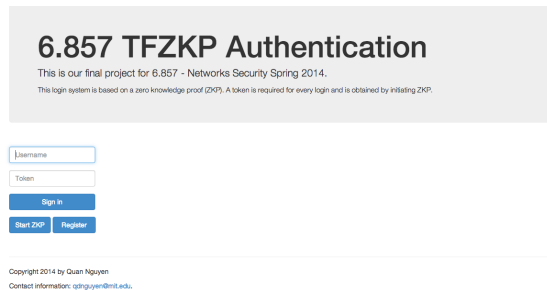 6.857 TFZKP Authentication
This is our final project for 6.857 - Networks Security Spring 2014.
This login system is based on a zero knowledge proof (ZKP). A token is required for every login and is obtained by initiating ZKP.
Username
Token
Sign in
Start ZKP Register
Copyright 2014 by Quan Nguyen
Contact information: qdnguyen@mit.edu.